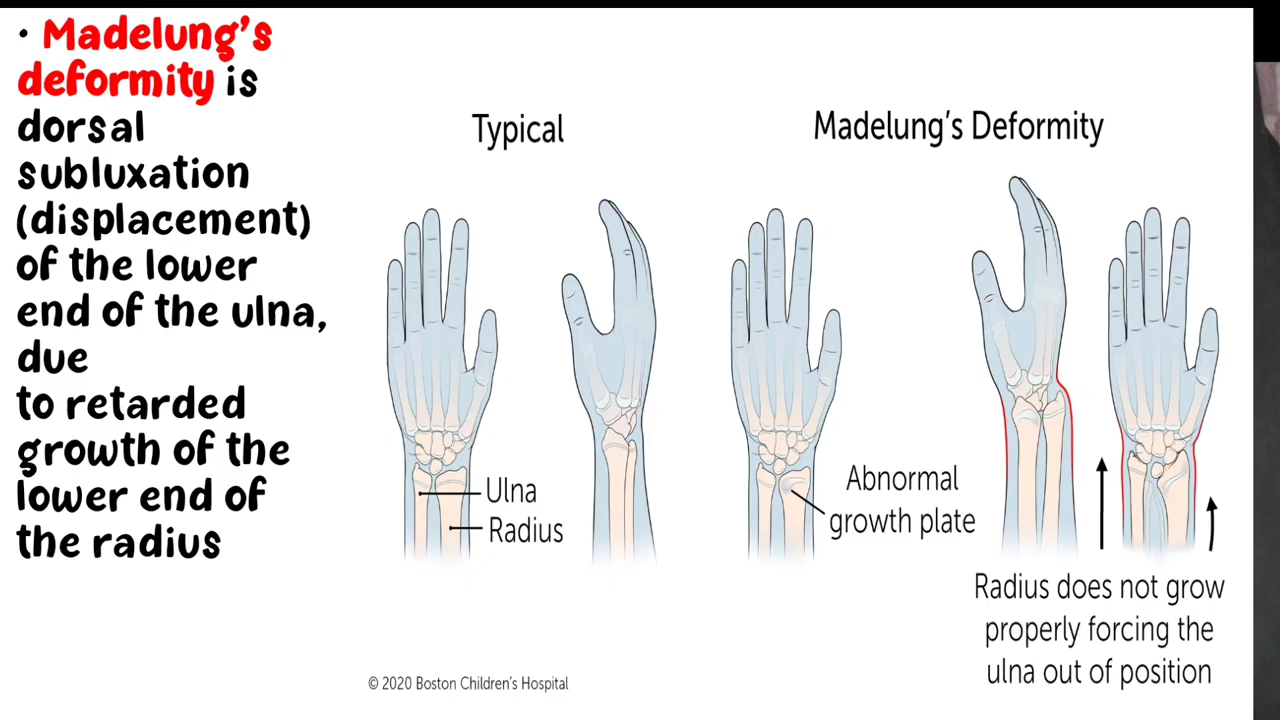 • Madelung's
deformity is
dorsal
subluxation
(displacement)
of the lower
end of the ulna,
due
to retarded
growth of the
lower end of
the radius
Typical
Madelung's Deformity
Ulna
Radius
Abnormal
growth plate
Radius does not grow
properly forcing the
ulna out of position
© 2020 Boston Children's Hospital